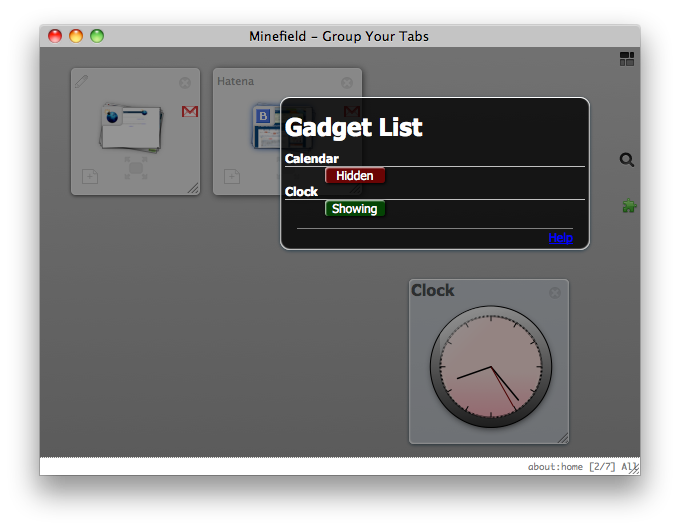 Minefield – Group Your Tabs
Hatena
Gadget List
Calendar
Hidden
Clock
Showing
Help
Clock
about:home [2/7] All